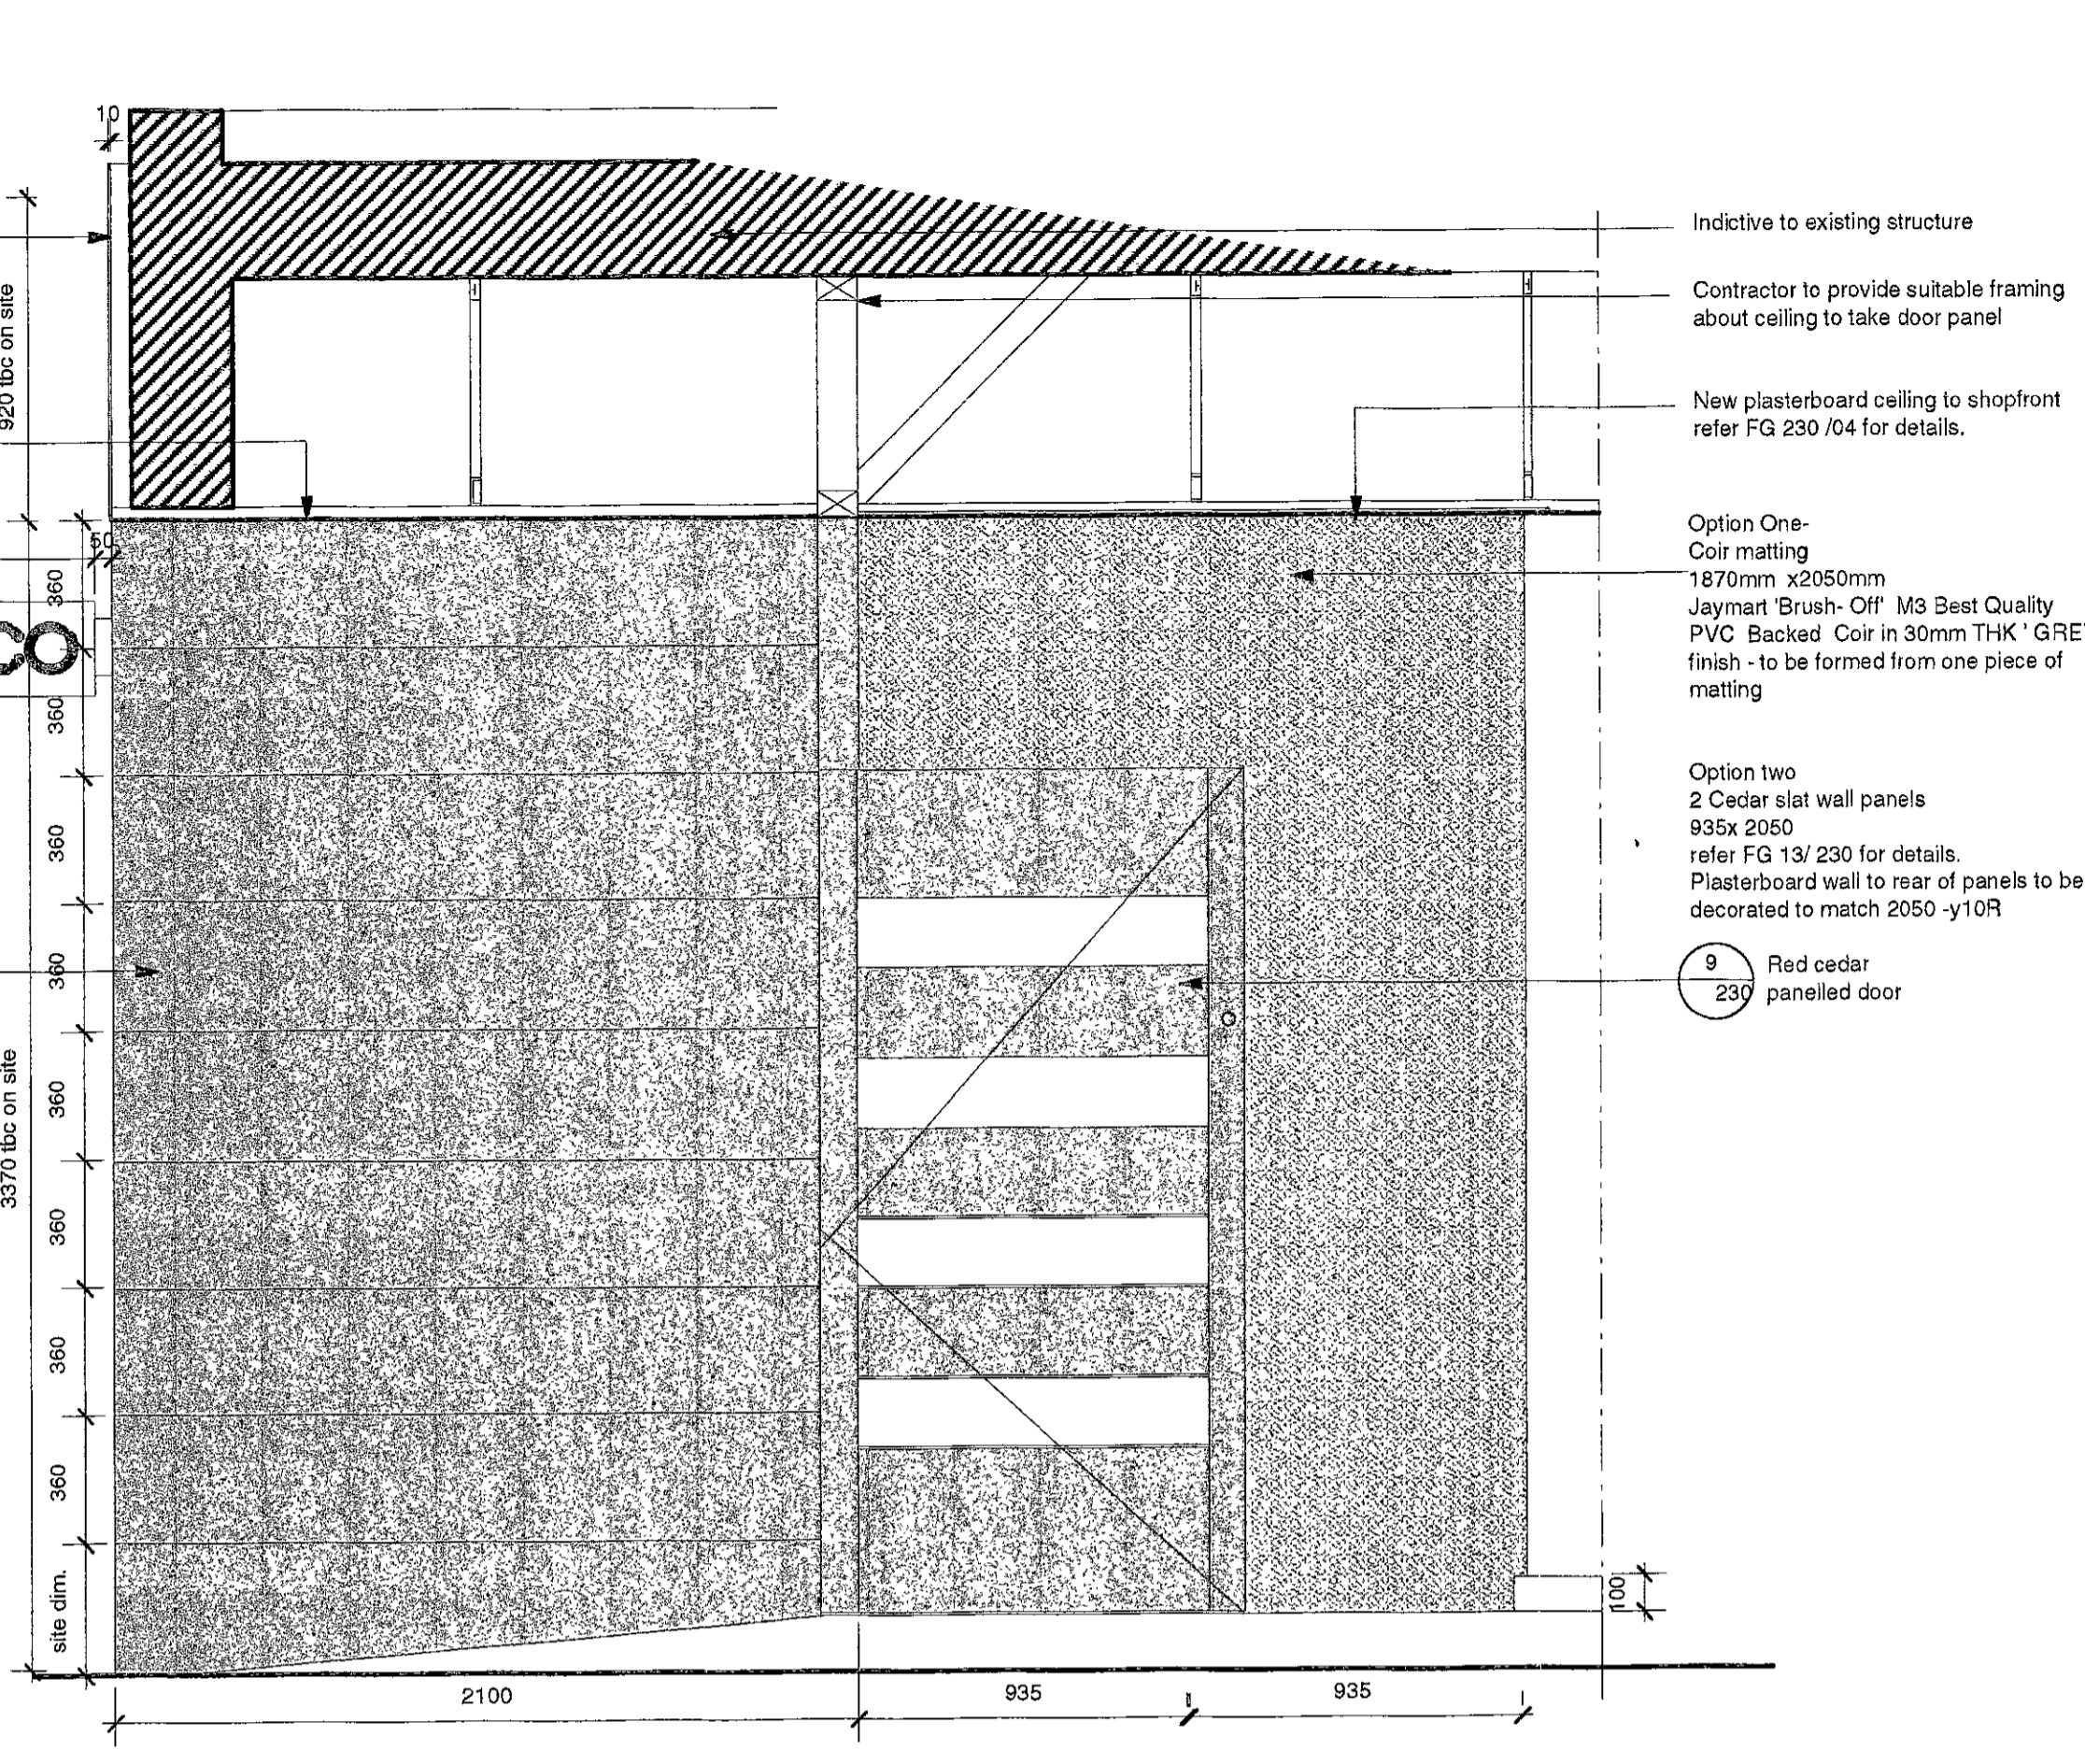 10
Indictive to existing structure
Contractor to provide suitable framing
about ceiling to take door panel
New plasterboard ceiling to shopfront
refer FG 230 /04 for details.
Option One-
Coir matting
1870mm x2050mm
Jaymart 'Brush- Off' M3 Best Quality
PVC Backed Coir in 30mm THK ' GRE
finish - to be formed from one piece of
matting
Option two
2 Cedar slat wall panels
935x 2050
refer FG 13/ 230 for details.
Plasterboard wall to rear of panels to be
decorated to match 2050 -y10R
9
230
Red cedar
panelled door
920 tbc on site
50
360
360
360
360
360
360
360
360
site dim.
3370 tbc on site
100
2100
935
935